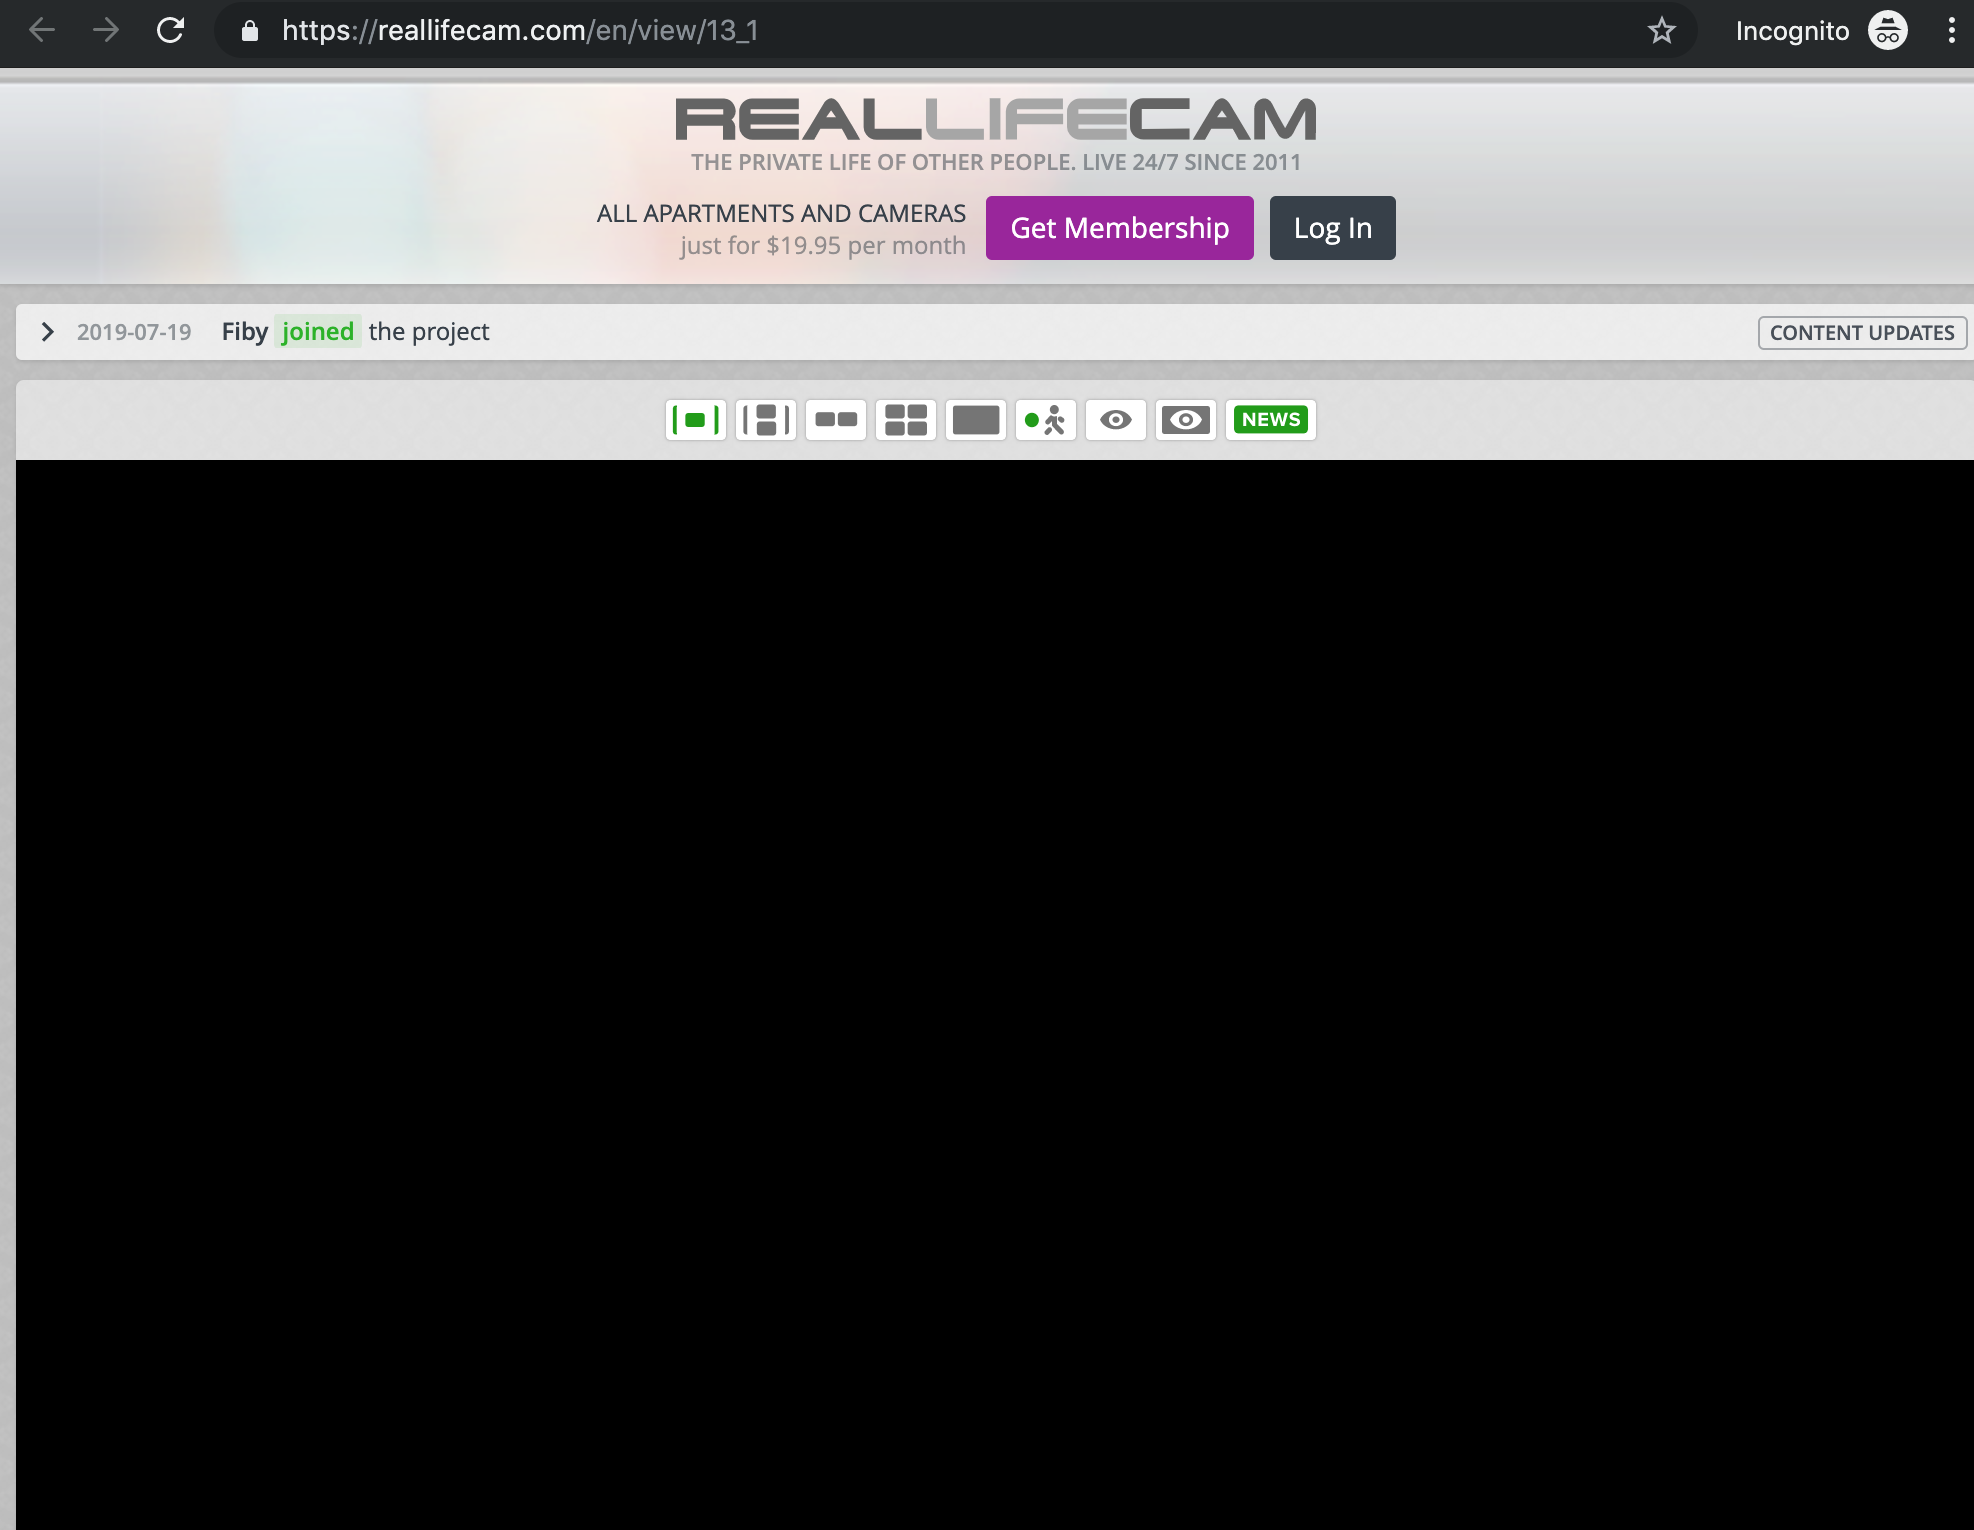 https://reallifecam.com/en/view/13_1
Incognito
REALLIFECAM
THE PRIVATE LIFE OF OTHER PEOPLE. LIVE 24/7 SINCE 2011
ALL APARTMENTS AND CAMERAS
just for $19.95 per month
Get Membership
Log In
2019-07-19 Fiby joined the project
CONTENT UPDATES
NEWS